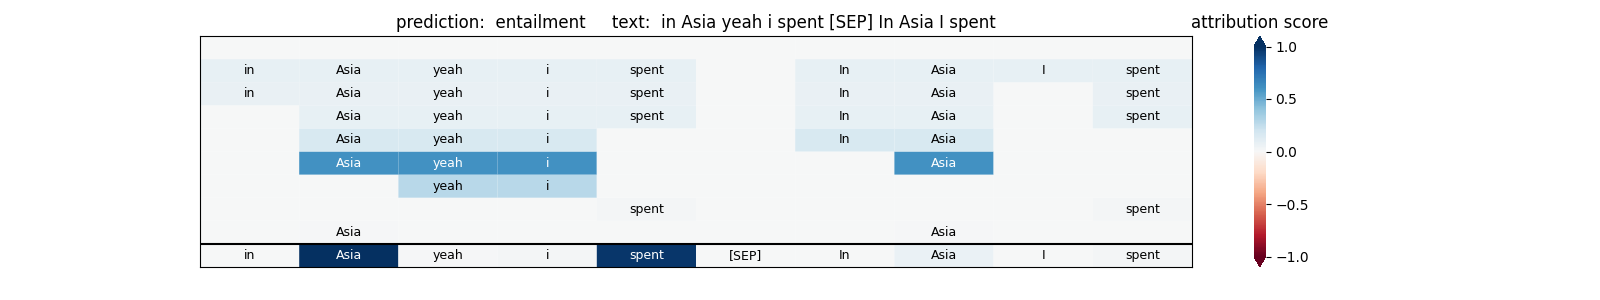 prediction: entailment text: in Asia yeah i spent [SEP] In Asia I spent
attribution score
in Asia yeah i spent In Asia I spent
in Asia yeah i spent In Asia spent
Asia yeah i spent In Asia spent
Asia yeah i In Asia
Asia yeah i Asia
yeah i
spent spent
Asia Asia
in Asia yeah i spent [SEP] In Asia I spent
1.0
0.5
0.0
−0.5
−1.0